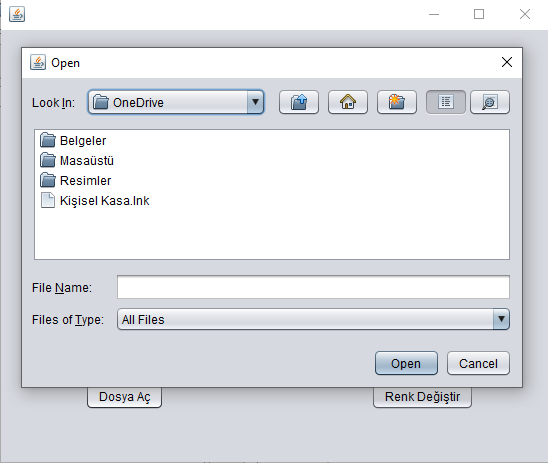 Open
Look In: OneDrive
Belgeler
Masaüstü
Resimler
Kişisel Kasa.lnk
File Name:
Files of Type: All Files
Open Cancel
Dosya Aç Renk Değiştir